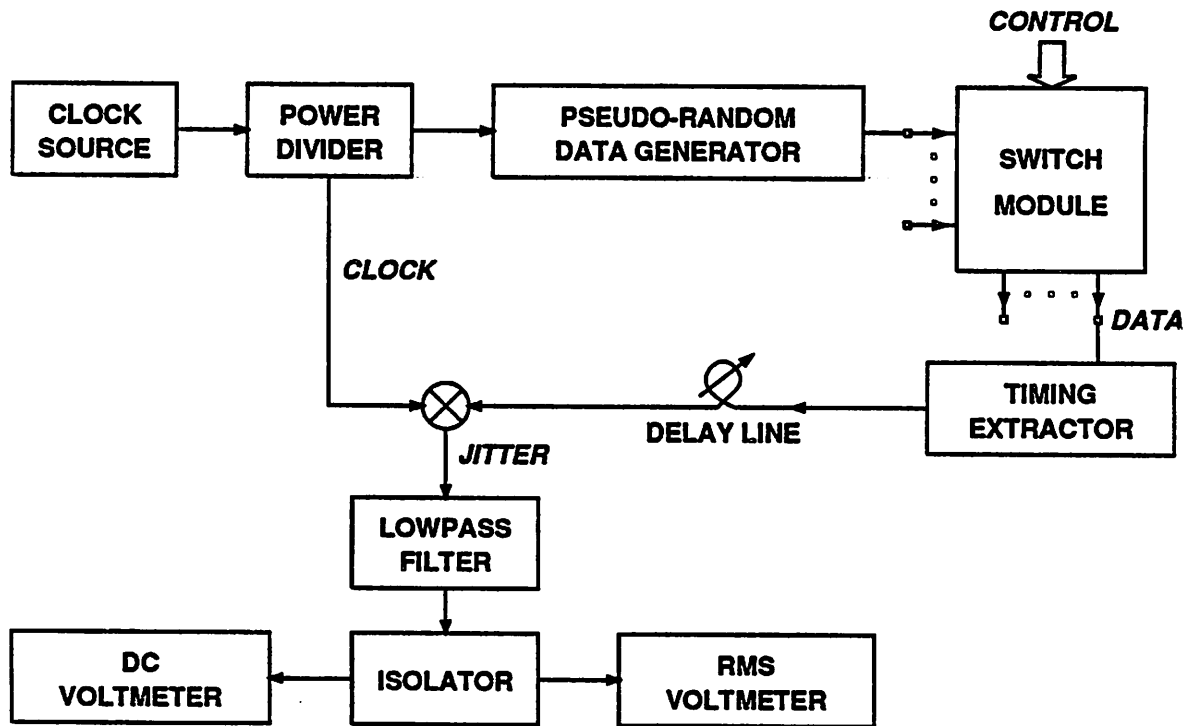 CONTROL
CLOCK
SOURCE
POWER
DIVIDER
PSEUDO-RANDOM
DATA GENERATOR
SWITCH
MODULE
CLOCK
DATA
TIMING
EXTRACTOR
DELAY LINE
JITTER
LOWPASS
FILTER
DC
VOLTMETER
ISOLATOR
RMS
VOLTMETER